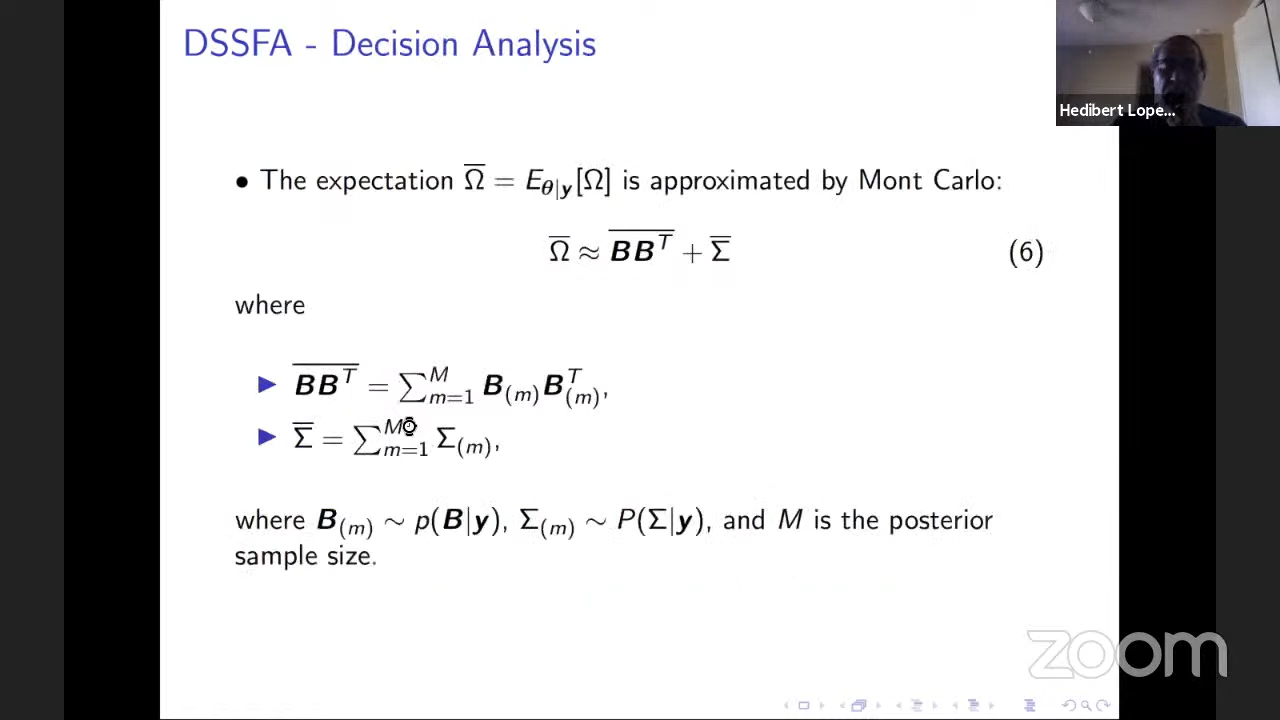 DSSFA - Decision Analysis
Hedibert Lope...
• The expectation Ω̅ = E_{θ|y}[Ω] is approximated by Mont Carlo:
Ω̅ ≈ \overline{BB^T} + Σ̅ (6)
where
▶ \overline{BB^T} = ∑_{m=1}^{M} B_{(m)}B_{(m)}^T,
▶ Σ̅ = ∑_{m=1}^{M} Σ_{(m)},
where B_{(m)} ∼ p(B|y), Σ_{(m)} ∼ P(Σ|y), and M is the posterior
sample size.
zoom